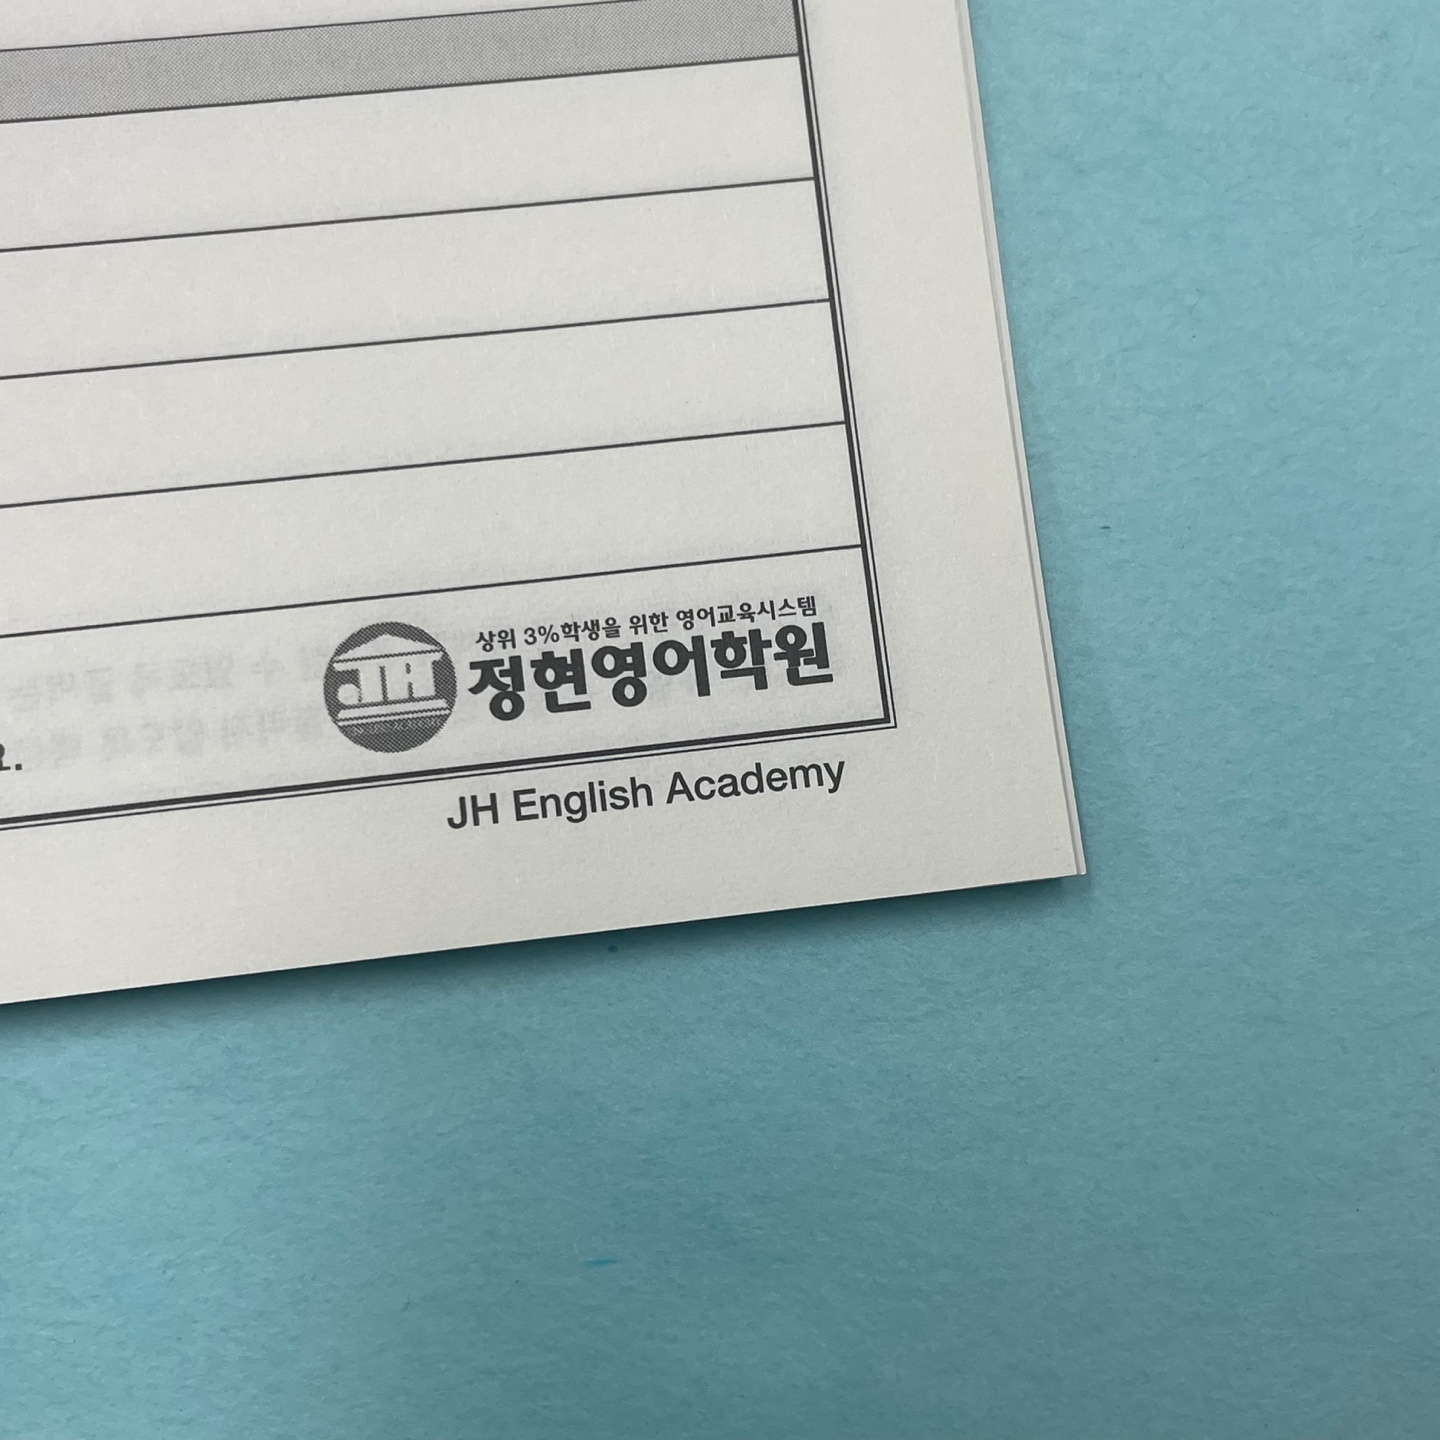 상위 3%학생을 위한 영어교육시스템
JH 정현영어학원
요.
JH English Academy